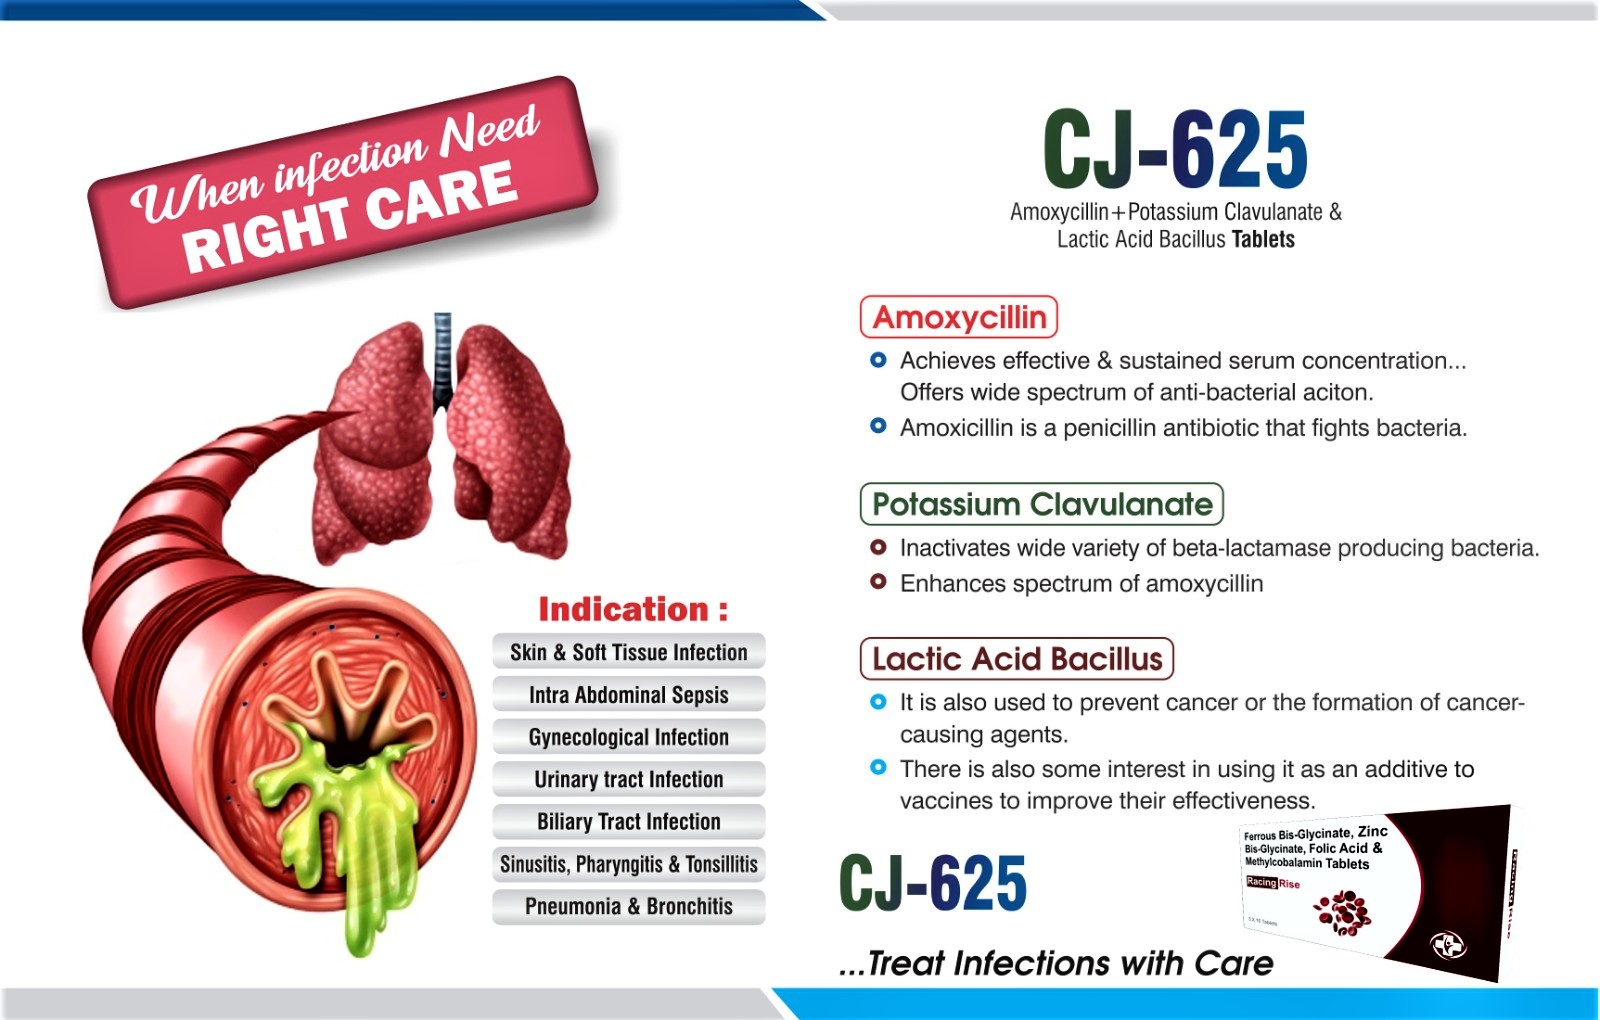 When infection Need
RIGHT CARE
Indication :
Skin & Soft Tissue Infection
Intra Abdominal Sepsis
Gynecological Infection
Urinary tract Infection
Biliary Tract Infection
Sinusitis, Pharyngitis & Tonsillitis
Pneumonia & Bronchitis
CJ-625
Amoxycillin+Potassium Clavulanate &
Lactic Acid Bacillus Tablets
Amoxycillin
Achieves effective & sustained serum concentration...
Offers wide spectrum of anti-bacterial aciton.
Amoxicillin is a penicillin antibiotic that fights bacteria.
Potassium Clavulanate
Inactivates wide variety of beta-lactamase producing bacteria.
Enhances spectrum of amoxycillin
Lactic Acid Bacillus
It is also used to prevent cancer or the formation of cancer-
causing agents.
There is also some interest in using it as an additive to
vaccines to improve their effectiveness.
CJ-625
...Treat Infections with Care
Ferrous Bis-Glycinate, Zinc
Bis-Glycinate, Folic Acid &
Methylcobalamin Tablets
Racing Rise
Racing Rise